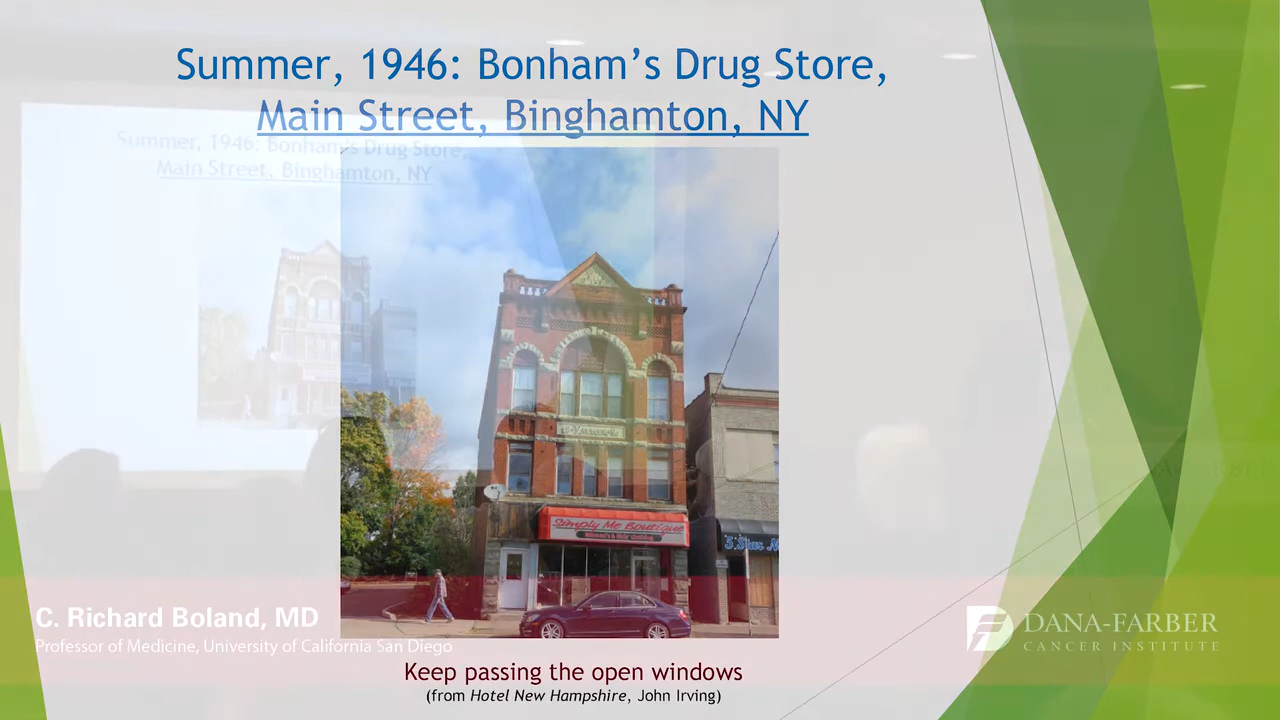 Summer, 1946: Bonham's Drug Store,
Main Street, Binghamton, NY
Summer, 1946: Bonham's Drug Store,
Main Street, Binghamton, NY
Simply Me Boutique
5 Star
C. Richard Boland, MD
Professor of Medicine, University of California San Diego
DANA-FARBER
CANCER INSTITUTE
Keep passing the open windows
(from Hotel New Hampshire, John Irving)